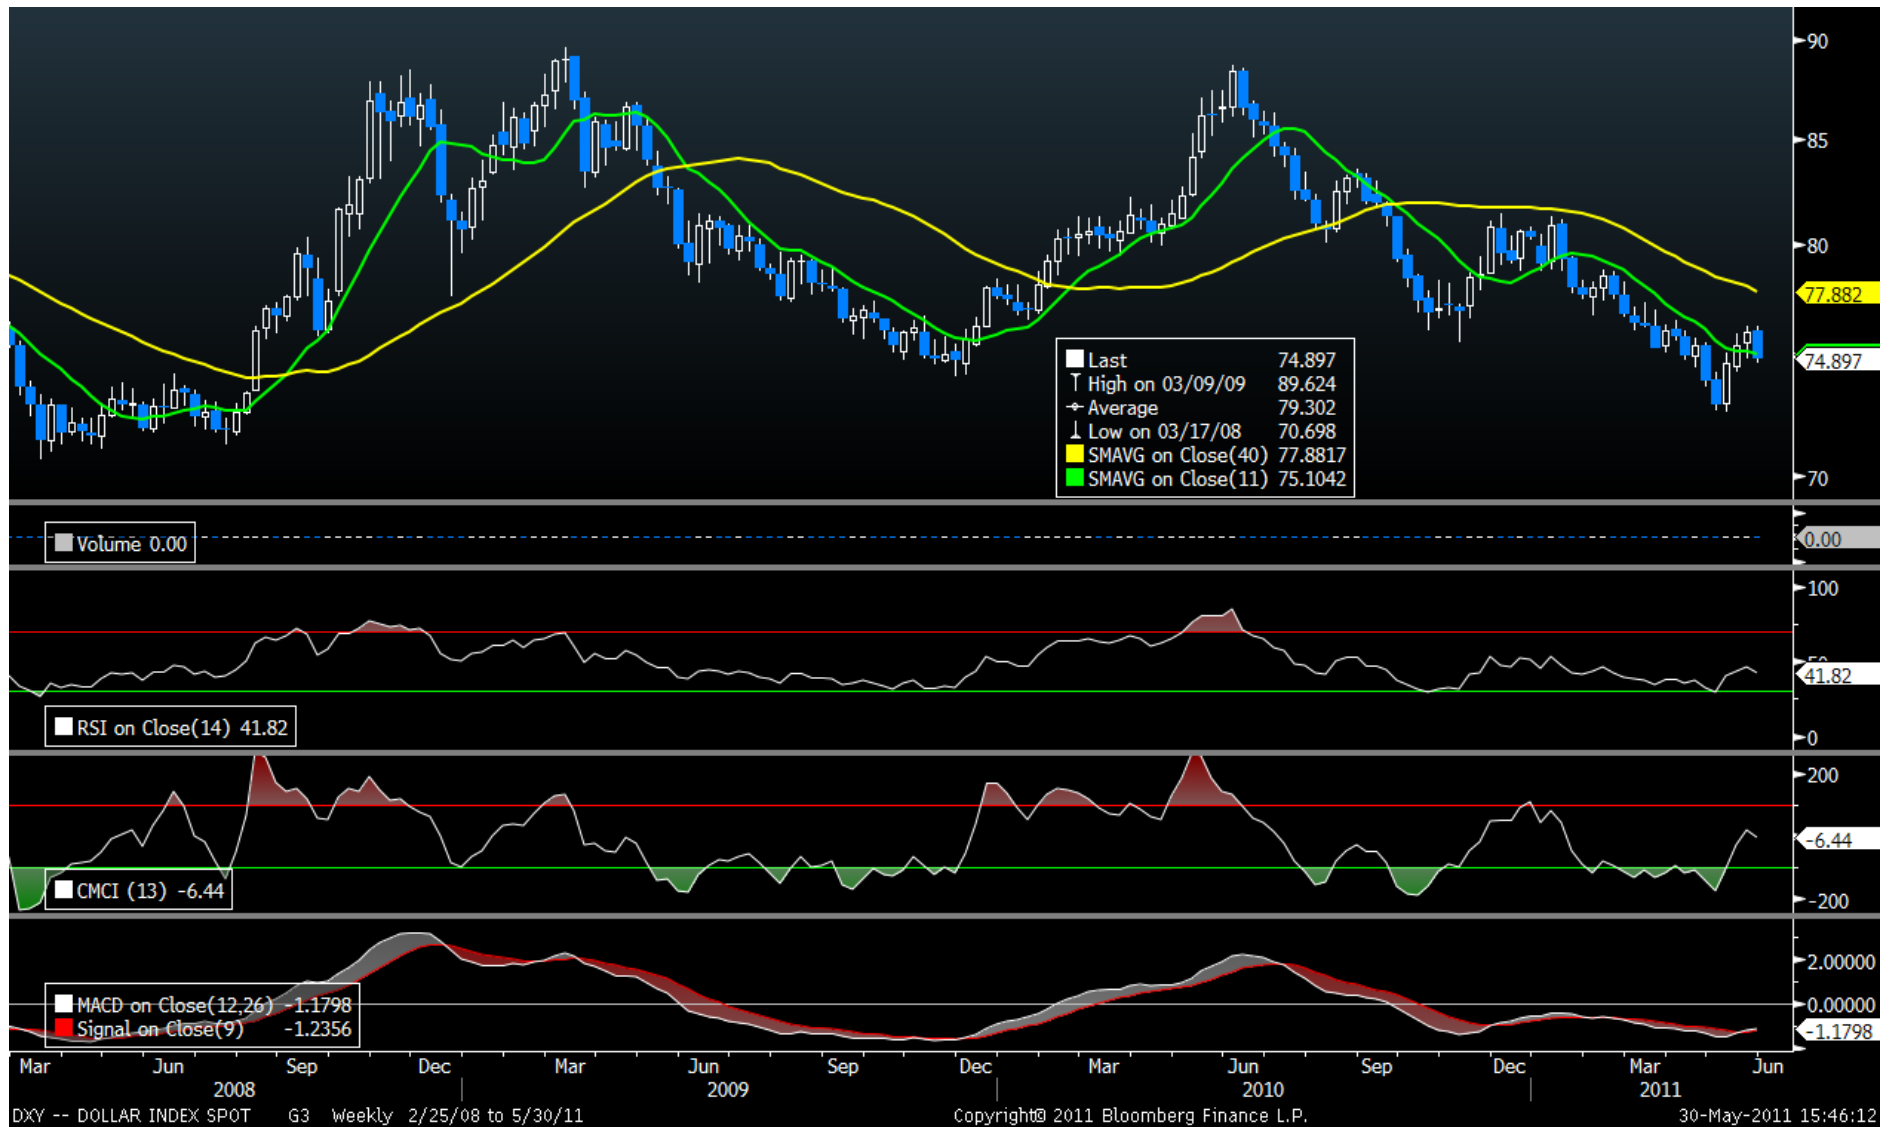 90
85
80
77.882
74.897
70
Last 74.897
High on 03/09/09 89.624
Average 79.302
Low on 03/17/08 70.698
SMAVG on Close(40) 77.8817
SMAVG on Close(11) 75.1042
Volume 0.00
0.00
100
41.82
RSI on Close(14) 41.82
0
200
-6.44
CMCI (13) -6.44
-200
2.00000
MACD on Close(12,26) -1.1798
0.00000
Signal on Close(9) -1.2356
-1.1798
Mar Jun Sep Dec Mar Jun Sep Dec Mar Jun Sep Dec Mar Jun
2008 2009 2010 2011
DXY -- DOLLAR INDEX SPOT G3 Weekly 2/25/08 to 5/30/11 Copyright© 2011 Bloomberg Finance L.P. 30-May-2011 15:46:12